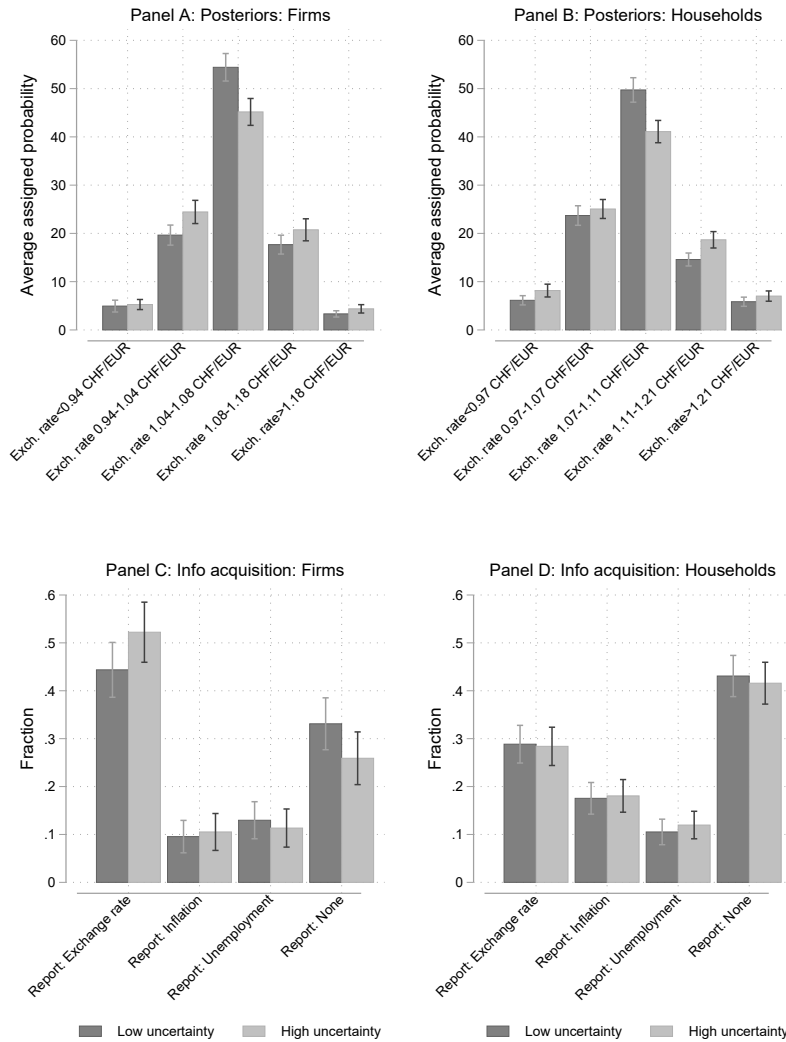 Panel A: Posteriors: Firms
Average assigned probability
60
50
40
30
20
10
0
Exch. rate<0.94 CHF/EUR
Exch. rate 0.94-1.04 CHF/EUR
Exch. rate 1.04-1.08 CHF/EUR
Exch. rate 1.08-1.18 CHF/EUR
Exch. rate>1.18 CHF/EUR
Panel B: Posteriors: Households
Average assigned probability
60
50
40
30
20
10
0
Exch. rate<0.97 CHF/EUR
Exch. rate 0.97-1.07 CHF/EUR
Exch. rate 1.07-1.11 CHF/EUR
Exch. rate 1.11-1.21 CHF/EUR
Exch. rate>1.21 CHF/EUR
Panel C: Info acquisition: Firms
Fraction
.6
.5
.4
.3
.2
.1
0
Report: Exchange rate
Report: Inflation
Report: Unemployment
Report: None
Low uncertainty
High uncertainty
Panel D: Info acquisition: Households
Fraction
.6
.5
.4
.3
.2
.1
0
Report: Exchange rate
Report: Inflation
Report: Unemployment
Report: None
Low uncertainty
High uncertainty